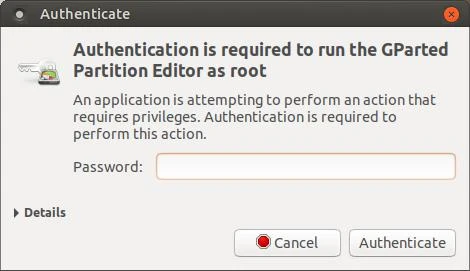 Authenticate
Authentication is required to run the GParted
Partition Editor as root
An application is attempting to perform an action that
requires privileges. Authentication is required to
perform this action.
Password:
Details
Cancel
Authenticate